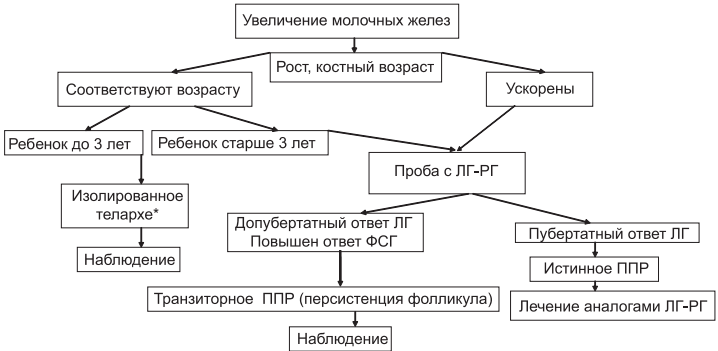 Увеличение молочных желез
Рост, костный возраст
Соответствуют возрасту
Ускорены
Ребенок до 3 лет
Ребенок старше 3 лет
Проба с ЛГ-РГ
Изолированное
телархе*
Наблюдение
Допубертатный ответ ЛГ
Повышен ответ ФСГ
Пубертатный ответ ЛГ
Истинное ППР
Транзиторное ППР (персистенция фолликула)
Лечение аналогами ЛГ-РГ
Наблюдение